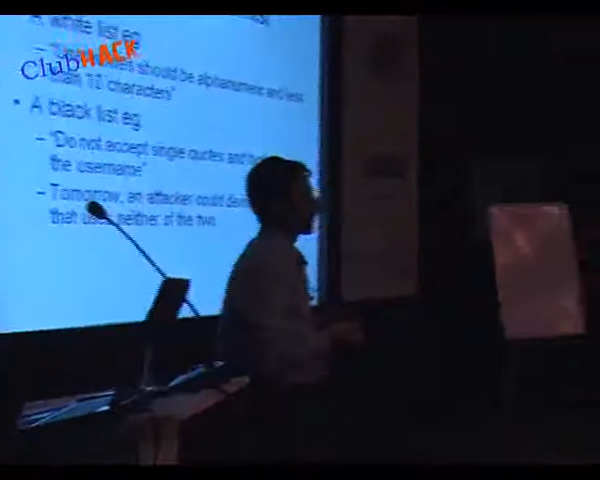 A white list eg
ClubHACK
should be alphanumeric and less
than 12 characters"
• A black list eg
– "Do not accept single quotes and
the username"
– Tomorrow, an attacker could
that uses neither of the two